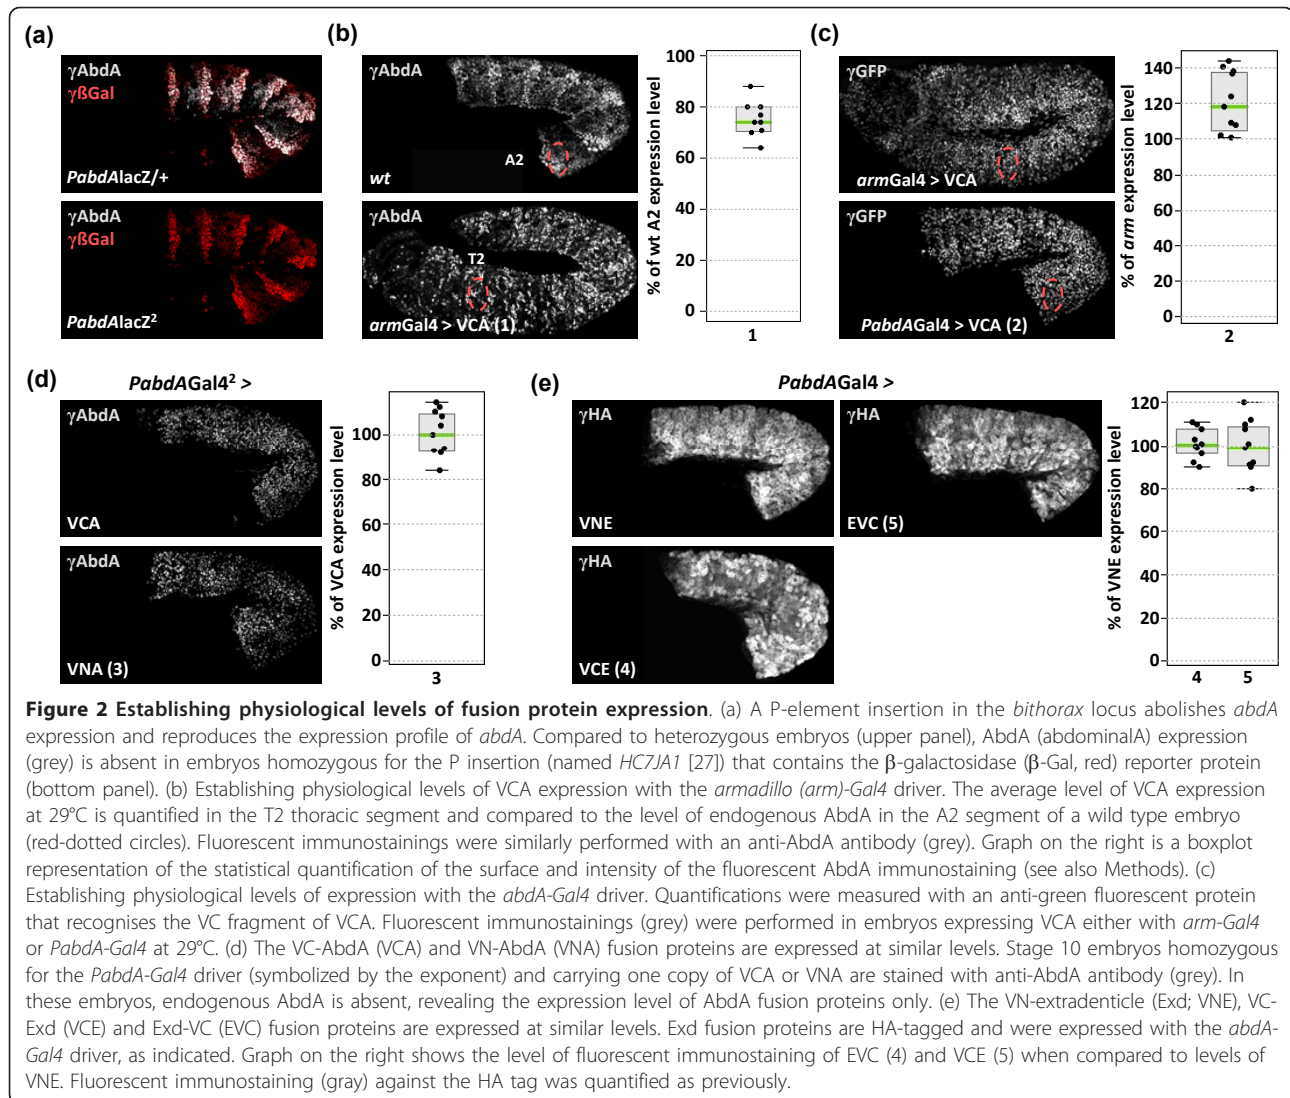 (a)
γAbdA
γßGal
PabdAlacZ/+
γAbdA
γßGal
PabdAlacZ²
(b)
γAbdA
A2
wt
γAbdA
T2
armGal4 > VCA (1)
% of wt A2 expression level
100
80
60
40
20
0
1
(c)
γGFP
armGal4 > VCA
γGFP
PabdAGal4 > VCA (2)
% of arm expression level
140
120
100
80
60
40
20
0
2
(d)
PabdAGal4² >
γAbdA
VCA
γAbdA
VNA (3)
% of VCA expression level
100
80
60
40
20
0
3
(e)
PabdAGal4 >
γHA
VNE
γHA
EVC (5)
γHA
VCE (4)
% of VNE expression level
120
100
80
60
40
20
0
4 5
Figure 2 Establishing physiological levels of fusion protein expression. (a) A P-element insertion in the bithorax locus abolishes abdA
expression and reproduces the expression profile of abdA. Compared to heterozygous embryos (upper panel), AbdA (abdominalA) expression
(grey) is absent in embryos homozygous for the P insertion (named HC7JA1 [27]) that contains the β-galactosidase (β-Gal, red) reporter protein
(bottom panel). (b) Establishing physiological levels of VCA expression with the armadillo (arm)-Gal4 driver. The average level of VCA expression
at 29°C is quantified in the T2 thoracic segment and compared to the level of endogenous AbdA in the A2 segment of a wild type embryo
(red-dotted circles). Fluorescent immunostainings were similarly performed with an anti-AbdA antibody (grey). Graph on the right is a boxplot
representation of the statistical quantification of the surface and intensity of the fluorescent AbdA immunostaining (see also Methods). (c)
Establishing physiological levels of expression with the abdA-Gal4 driver. Quantifications were measured with an anti-green fluorescent protein
that recognises the VC fragment of VCA. Fluorescent immunostainings (grey) were performed in embryos expressing VCA either with arm-Gal4
or PabdA-Gal4 at 29°C. (d) The VC-AbdA (VCA) and VN-AbdA (VNA) fusion proteins are expressed at similar levels. Stage 10 embryos homozygous
for the PabdA-Gal4 driver (symbolized by the exponent) and carrying one copy of VCA or VNA are stained with anti-AbdA antibody (grey). In
these embryos, endogenous AbdA is absent, revealing the expression level of AbdA fusion proteins only. (e) The VN-extradenticle (Exd; VNE), VC-
Exd (VCE) and Exd-VC (EVC) fusion proteins are expressed at similar levels. Exd fusion proteins are HA-tagged and were expressed with the abdA-
Gal4 driver, as indicated. Graph on the right shows the level of fluorescent immunostaining of EVC (4) and VCE (5) when compared to levels of
VNE. Fluorescent immunostaining (gray) against the HA tag was quantified as previously.